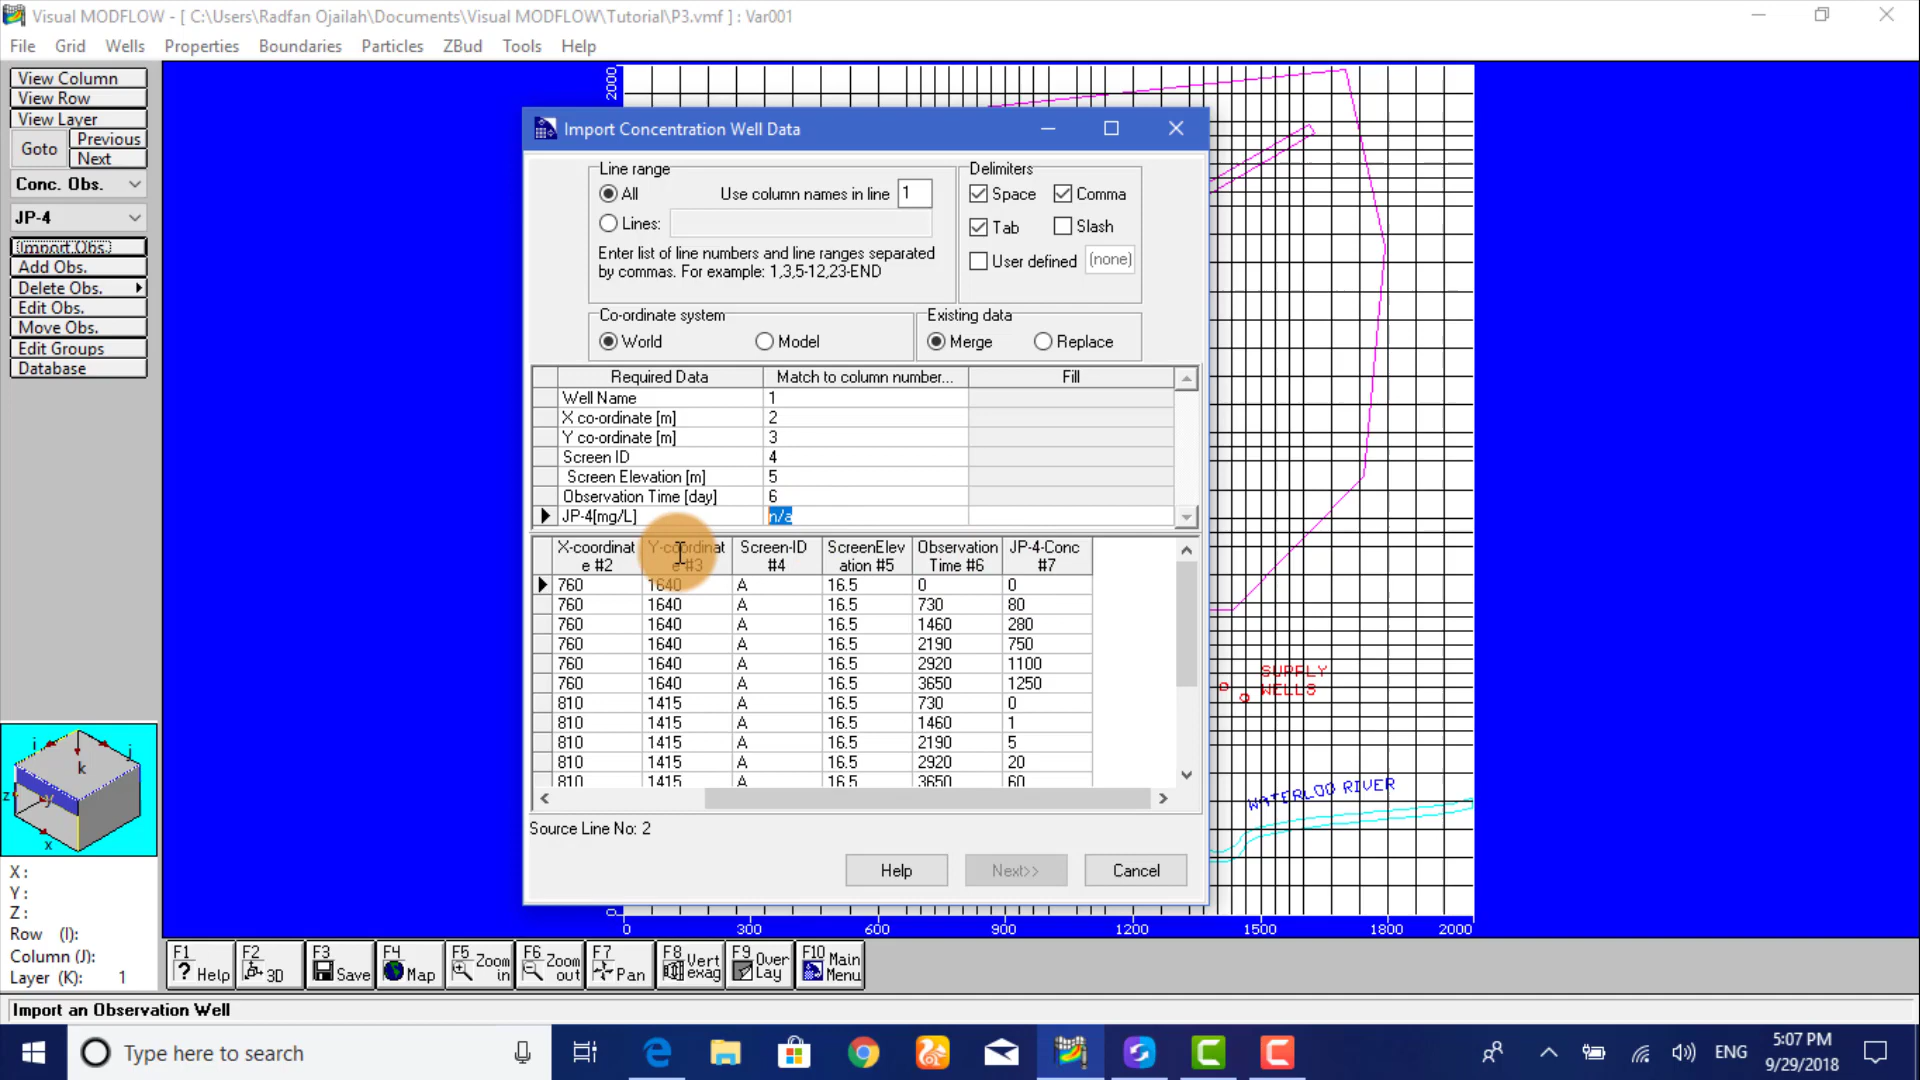 Visual MODFLOW - [ C:\Users\Radfan Ojailah\Documents\Visual MODFLOW\Tutorial\P3.vmf ] : Var001
File Grid Wells Properties Boundaries Particles ZBud Tools Help
View Column
View Row
View Layer
Goto
Previous
Next
Conc. Obs.
JP-4
Import Obs.
Add Obs.
Delete Obs.
Edit Obs.
Move Obs.
Edit Groups
Database
2000
Import Concentration Well Data
Line range
All
Use column names in line 1
Lines:
Enter list of line numbers and line ranges separated
by commas. For example: 1,3,5-12,23-END
Delimiters
Space Comma
Tab Slash
User defined (none)
Co-ordinate system
World Model
Existing data
Merge Replace
Required Data Match to column number... Fill
Well Name 1
X co-ordinate [m] 2
Y co-ordinate [m] 3
Screen ID 4
Screen Elevation [m] 5
Observation Time [day] 6
JP-4[mg/L] n/a
X-coordinat Y-coordinat Screen-ID ScreenElev Observation JP-4-Conc
e #2 e #3 #4 ation #5 Time #6 #7
760 1640 A 16.5 0 0
760 1640 A 16.5 730 80
760 1640 A 16.5 1460 280
760 1640 A 16.5 2190 750
760 1640 A 16.5 2920 1100
760 1640 A 16.5 3650 1250
810 1415 A 16.5 730 0
810 1415 A 16.5 1460 1
810 1415 A 16.5 2190 5
810 1415 A 16.5 2920 20
810 1415 A 16.5 3650 60
Source Line No: 2
Help Next>> Cancel
SUPPLY
WELLS
WATERLOO RIVER
0
0 300 600 900 1200 1500 1800 2000
i j
k
z y
x
X :
Y :
Z :
Row (I):
Column (J):
Layer (K): 1
F1 Help
F2 3D
F3 Save
F4 Map
F5 Zoom in
F6 Zoom out
F7 Pan
F8 Vert exag
F9 Over Lay
F10 Main Menu
Import an Observation Well
Type here to search
ENG
5:07 PM
9/29/2018